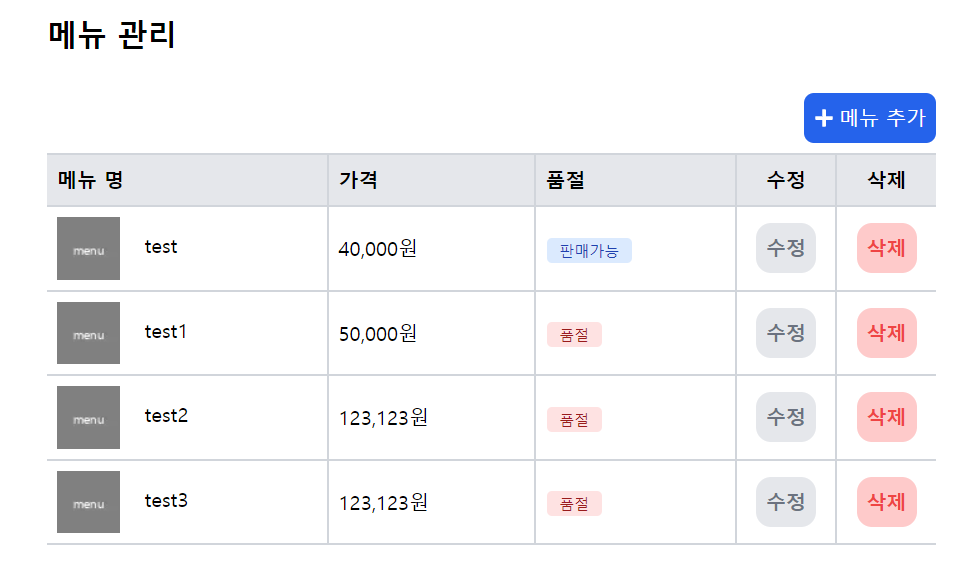 메뉴 관리
+ 메뉴 추가
메뉴 명 가격 품절 수정 삭제
menu test 40,000원 판매가능 수정 삭제
menu test1 50,000원 품절 수정 삭제
menu test2 123,123원 품절 수정 삭제
menu test3 123,123원 품절 수정 삭제